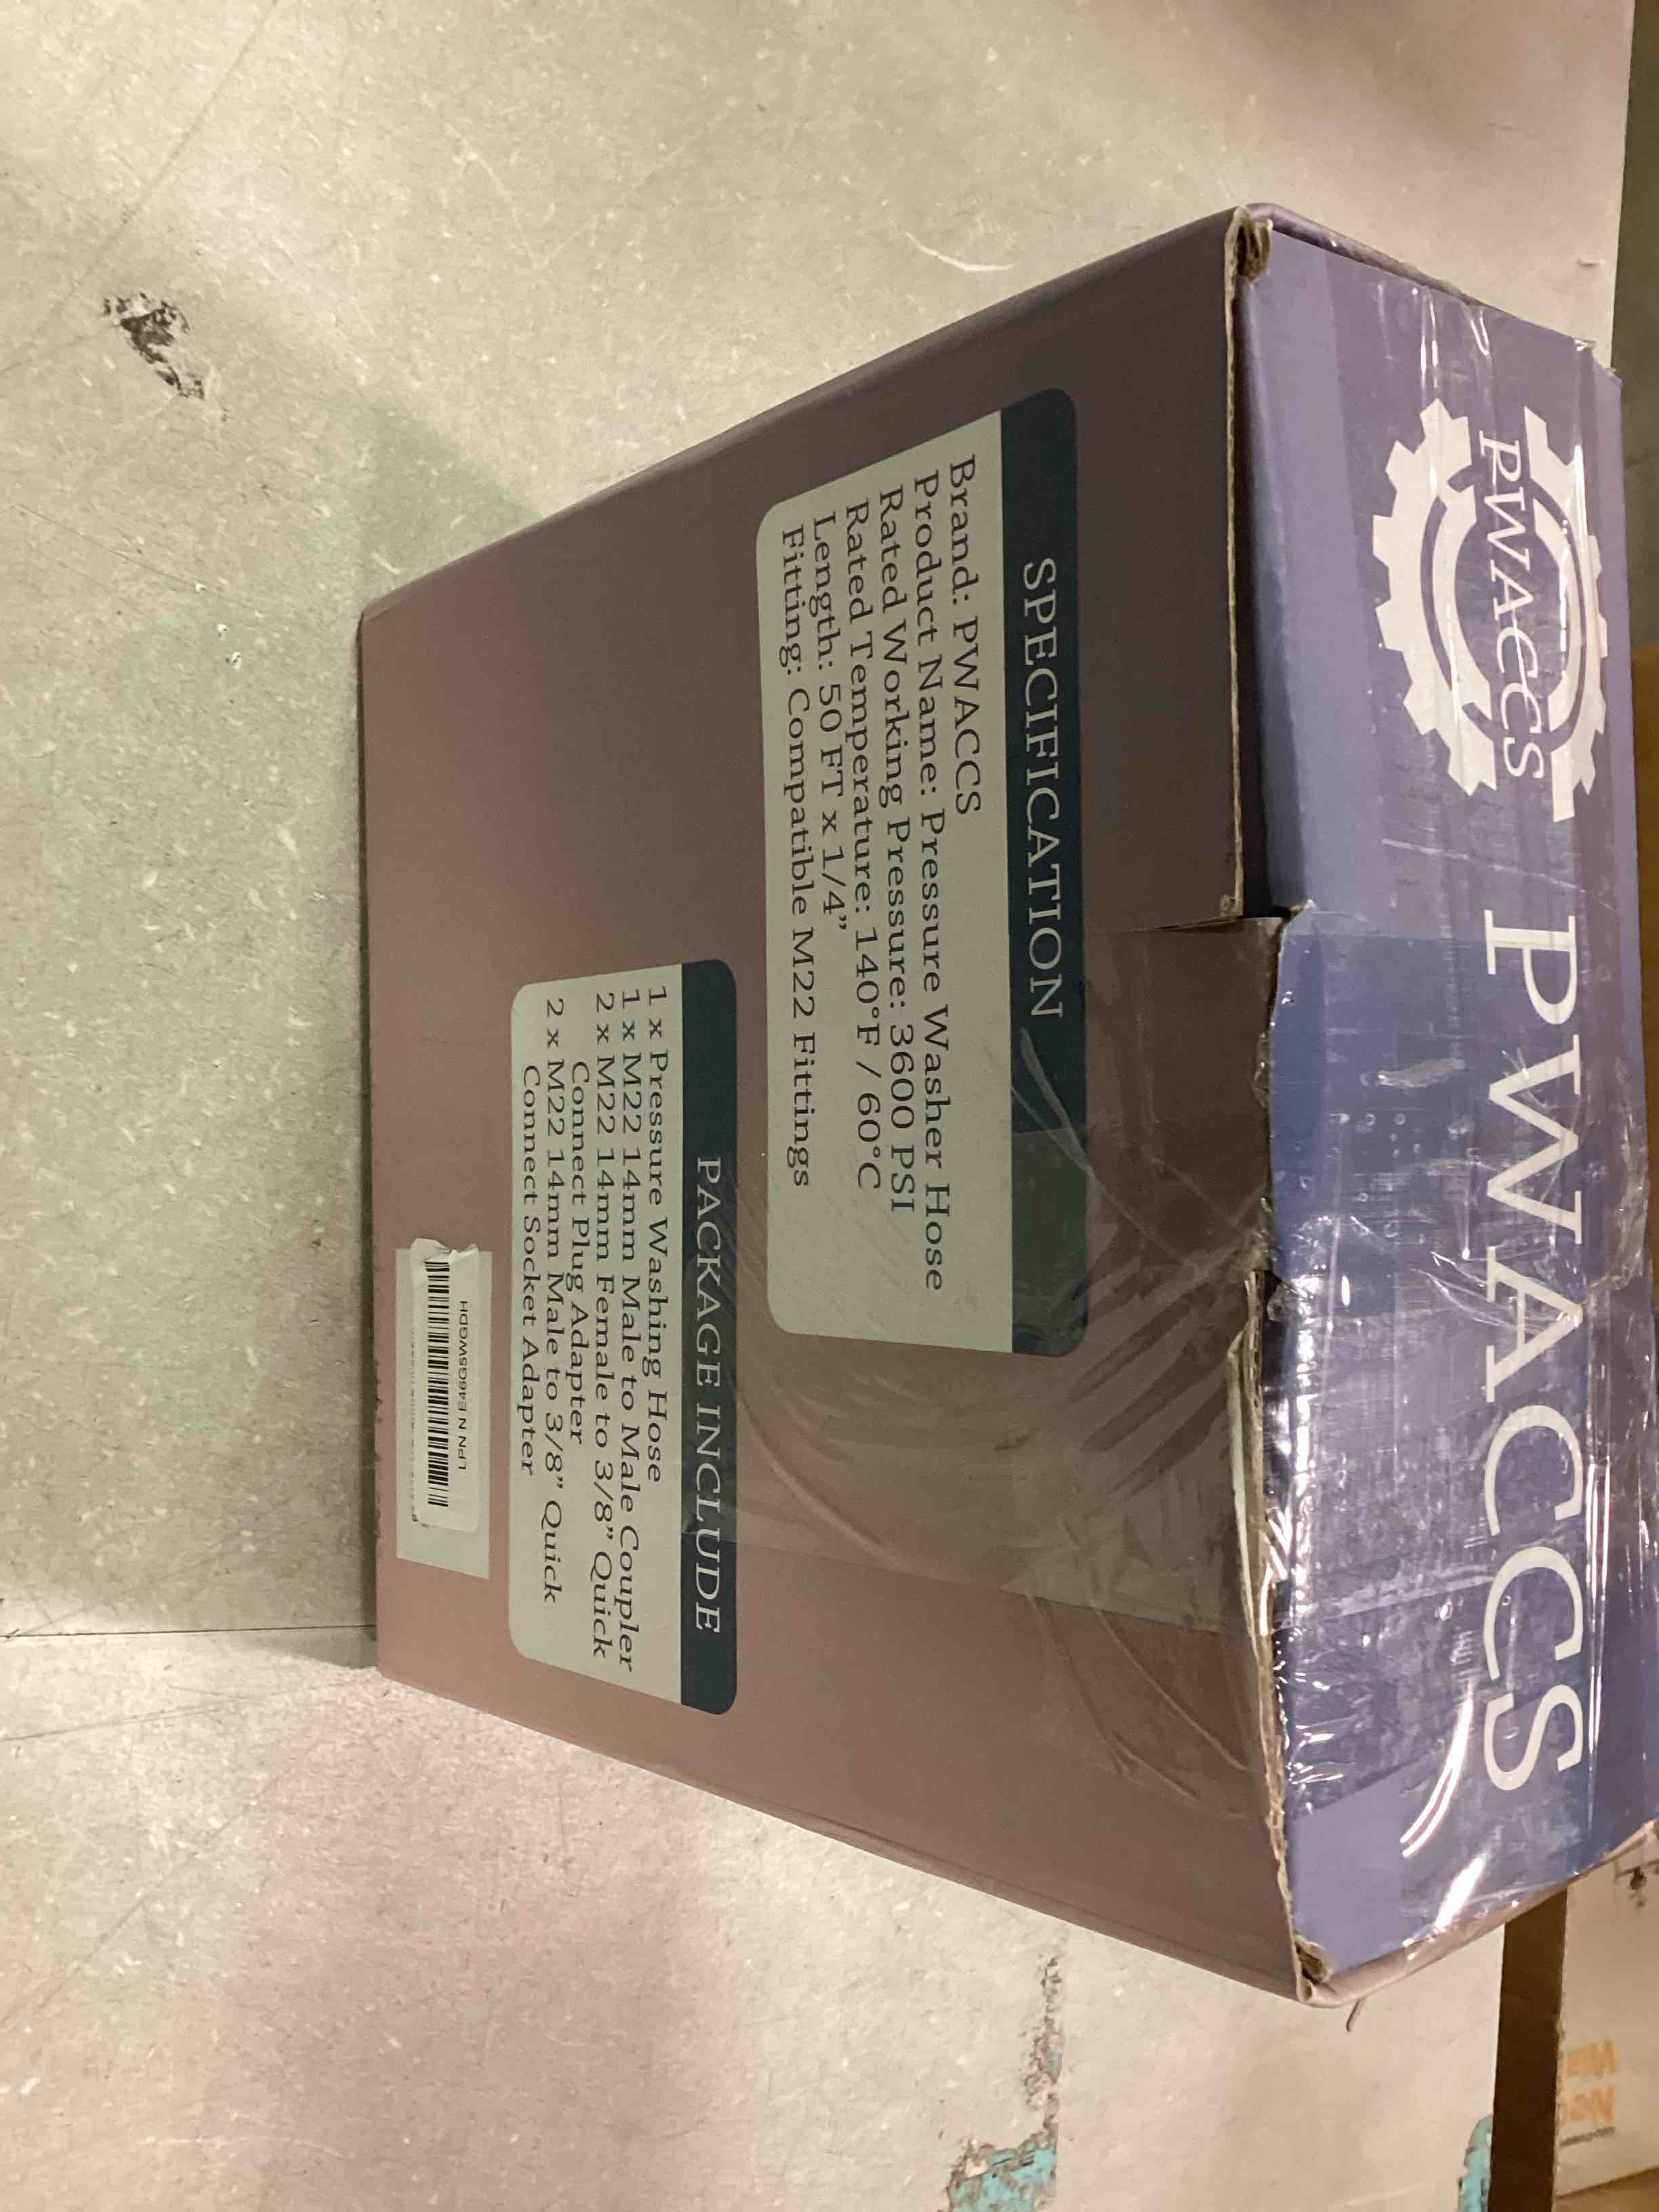 PWACCS
PWACCS
SPECIFICATION
Brand: PWACCS
Product Name: Pressure Washer Hose
Rated Working Pressure: 3600 PSI
Rated Temperature: 140°F / 60°C
Length: 50 FT x 1/4”
Fitting: Compatible M22 Fittings
PACKAGE INCLUDE
1 x Pressure Washing Hose
1 x M22 14mm Male to Male Coupler
2 x M22 14mm Female to 3/8” Quick
Connect Plug Adapter
2 x M22 14mm Male to 3/8” Quick
Connect Socket Adapter